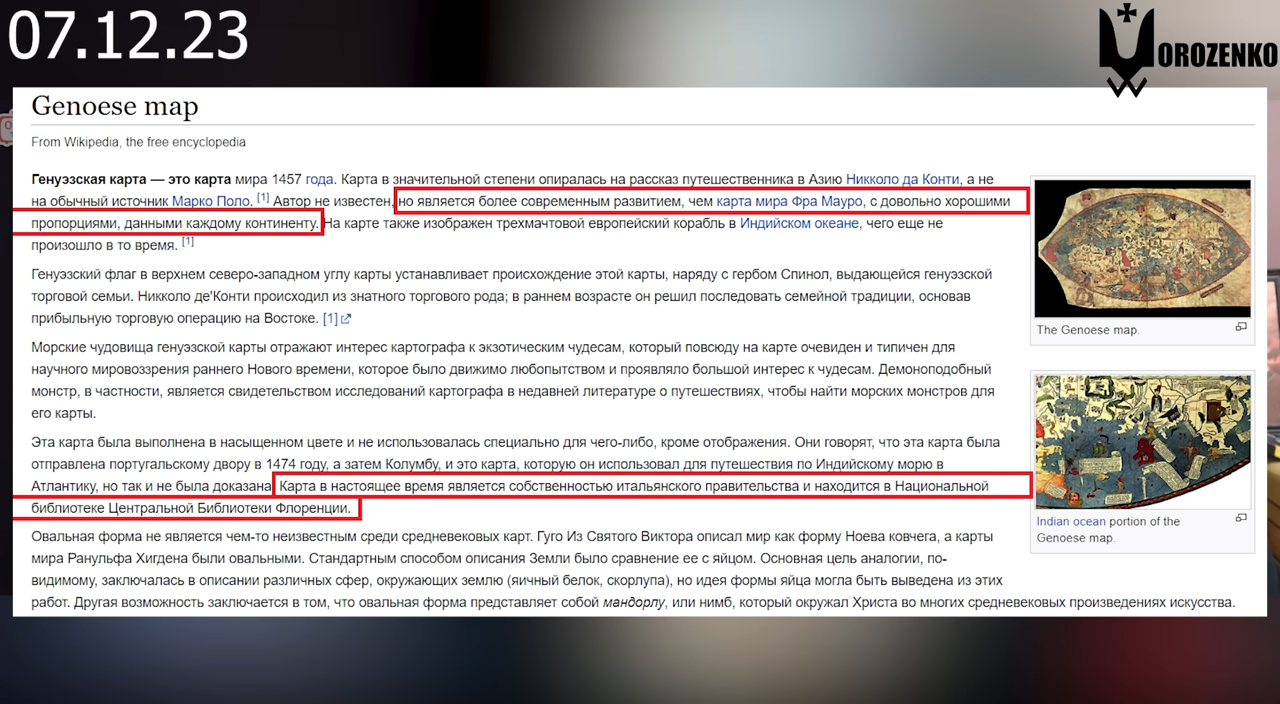 07.12.23
OROZENKO
Genoese map
From Wikipedia, the free encyclopedia
Генуэзская карта — это карта мира 1457 года. Карта в значительной степени опиралась на рассказ путешественника в Азию Никколо да Конти, а не
на обычный источник Марко Поло. [1] Автор не известен, но является более современным развитием, чем карта мира Фра Мауро, с довольно хорошими
пропорциями, данными каждому континенту. На карте также изображен трехмачтовой европейский корабль в Индийском океане, чего еще не
произошло в то время. [1]
Генуэзский флаг в верхнем северо-западном углу карты устанавливает происхождение этой карты, наряду с гербом Спинол, выдающейся генуэзской
торговой семьи. Никколо де'Конти происходил из знатного торгового рода; в раннем возрасте он решил последовать семейной традиции, основав
прибыльную торговую операцию на Востоке. [1]
Морские чудовища генуэзской карты отражают интерес картографа к экзотическим чудесам, который повсюду на карте очевиден и типичен для
научного мировоззрения раннего Нового времени, которое было движимо любопытством и проявляло большой интерес к чудесам. Демоноподобный
монстр, в частности, является свидетельством исследований картографа в недавней литературе о путешествиях, чтобы найти морских монстров для
его карты.
Эта карта была выполнена в насыщенном цвете и не использовалась специально для чего-либо, кроме отображения. Они говорят, что эта карта была
отправлена португальскому двору в 1474 году, а затем Колумбу, и это карта, которую он использовал для путешествия по Индийскому морю в
Атлантику, но так и не была доказана. Карта в настоящее время является собственностью итальянского правительства и находится в Национальной
библиотеке Центральной Библиотеки Флоренции.
Овальная форма не является чем-то неизвестным среди средневековых карт. Гуго Из Святого Виктора описал мир как форму Ноева ковчега, а карты
мира Ранульфа Хигдена были овальными. Стандартным способом описания Земли было сравнение ее с яйцом. Основная цель аналогии, по-
видимому, заключалась в описании различных сфер, окружающих землю (яичный белок, скорлупа), но идея формы яйца могла быть выведена из этих
работ. Другая возможность заключается в том, что овальная форма представляет собой мандорлу, или нимб, который окружал Христа во многих средневековых произведениях искусства.
The Genoese map.
Indian ocean portion of the
Genoese map.